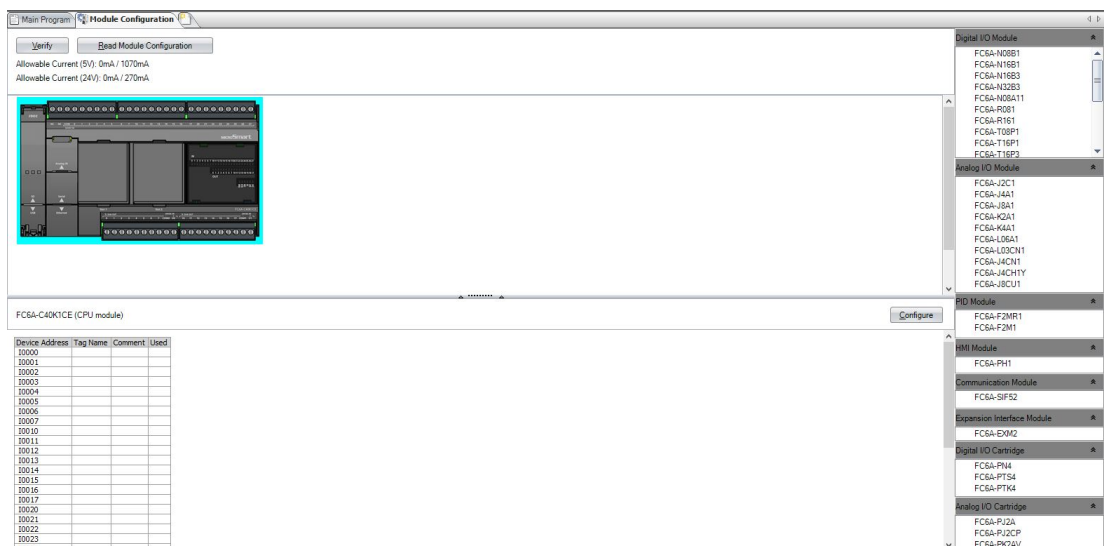 Main Program
Module Configuration
Verify
Read Module Configuration
Allowable Current (5V): 0mA / 1070mA
Allowable Current (24V): 0mA / 270mA
FC6A-C40K1CE (CPU module)
Configure
Device Address Tag Name Comment Used
I0000
I0001
I0002
I0003
I0004
I0005
I0006
I0007
I0010
I0011
I0012
I0013
I0014
I0015
I0016
I0017
I0020
I0021
I0022
I0023
Digital I/O Module
FC6A-N08B1
FC6A-N16B1
FC6A-N16B3
FC6A-N32B3
FC6A-N08A11
FC6A-R081
FC6A-R161
FC6A-T08P1
FC6A-T16P1
FC6A-T16P3
Analog I/O Module
FC6A-J2C1
FC6A-J4A1
FC6A-J8A1
FC6A-K2A1
FC6A-K4A1
FC6A-L06A1
FC6A-L03CN1
FC6A-J4CN1
FC6A-J4CH1Y
FC6A-J8CU1
PID Module
FC6A-F2MR1
FC6A-F2M1
HMI Module
FC6A-PH1
Communication Module
FC6A-SIF52
Expansion Interface Module
FC6A-EXM2
Digital I/O Cartridge
FC6A-PN4
FC6A-PTS4
FC6A-PTK4
Analog I/O Cartridge
FC6A-PJ2A
FC6A-PJ2CP
FC6A-PK2AV